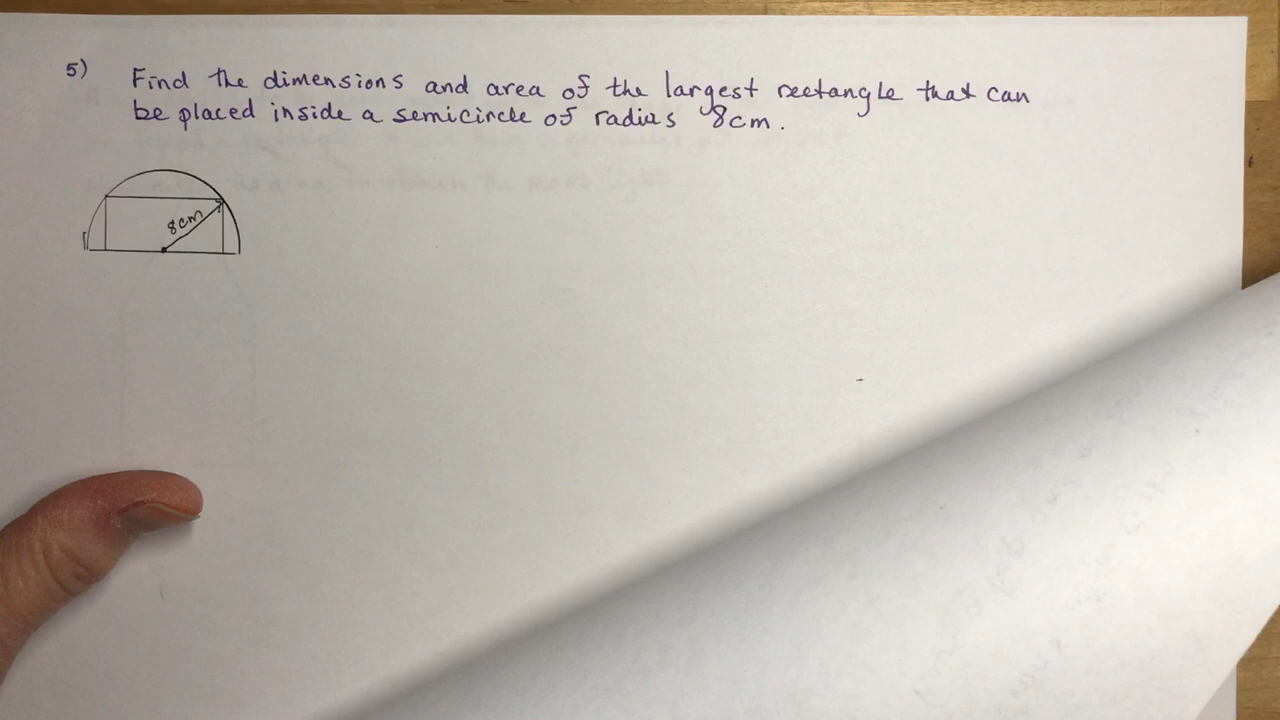 5) Find the dimensions and area of the largest rectangle that can
be placed inside a semicircle of radius 8cm.
8cm